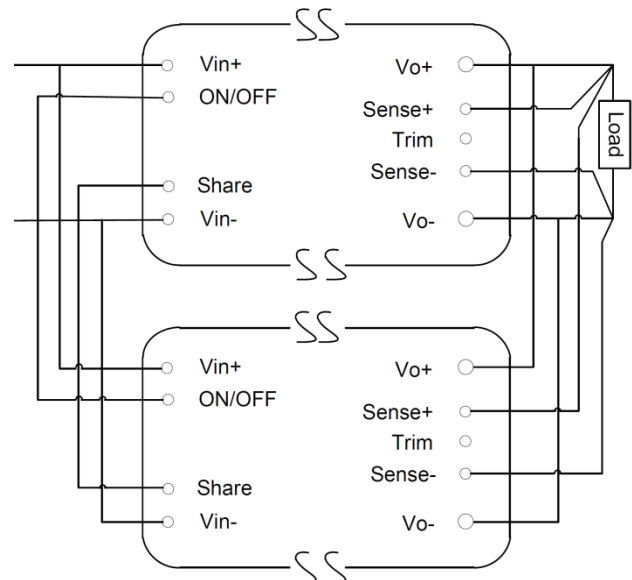 Vin+
Vo+
ON/OFF
Sense+
Trim
Load
Sense-
Share
Vin-
Vo-
Vin+
Vo+
ON/OFF
Sense+
Trim
Sense-
Share
Vin-
Vo-